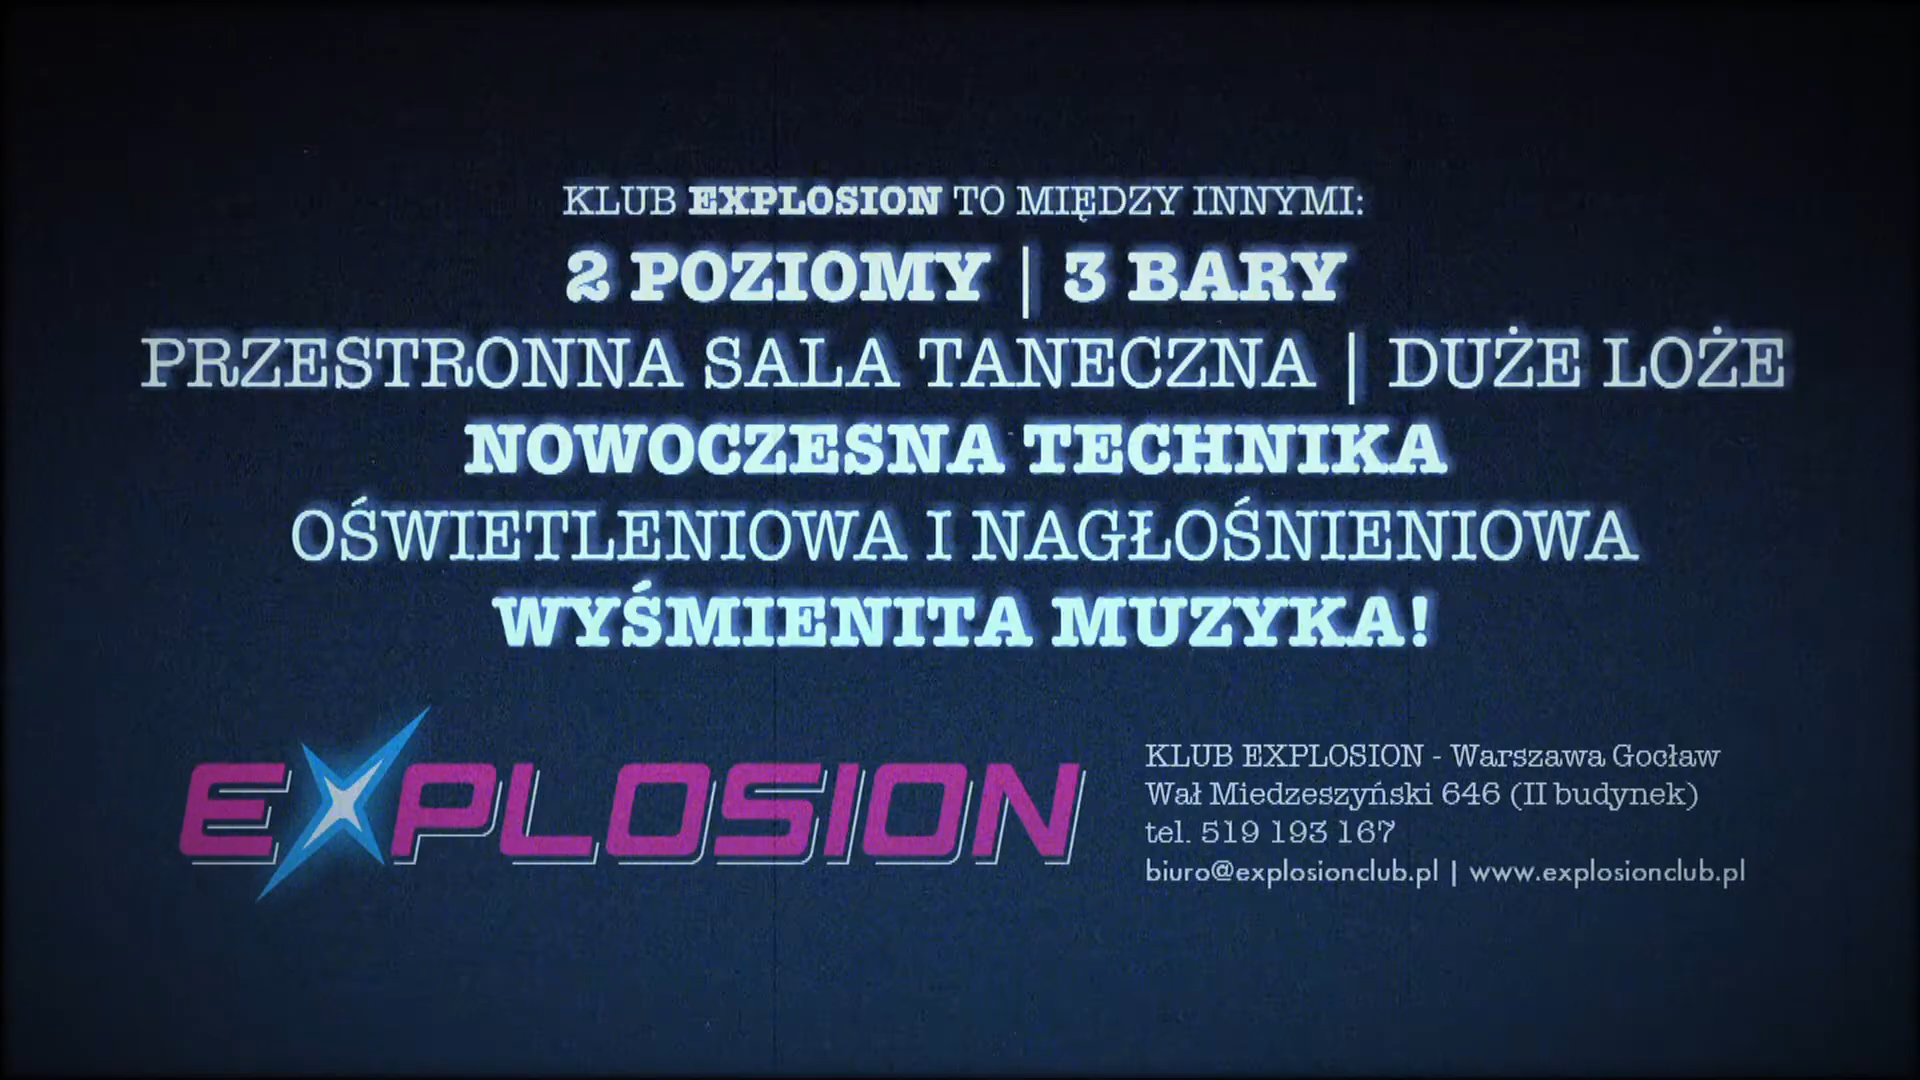 KLUB EXPLOSION TO MIĘDZY INNYMI:
2 POZIOMY | 3 BARY
PRZESTRONNA SALA TANECZNA | DUŻE LOŻE
NOWOCZESNA TECHNIKA
OŚWIETLENIOWA I NAGŁOŚNIENIOWA
WYŚMIENITA MUZYKA!
EXPLOSION
KLUB EXPLOSION - Warszawa Gocław
Wał Miedzeszyński 646 (II budynek)
tel. 519 193 167
biuro@explosionclub.pl | www.explosionclub.pl